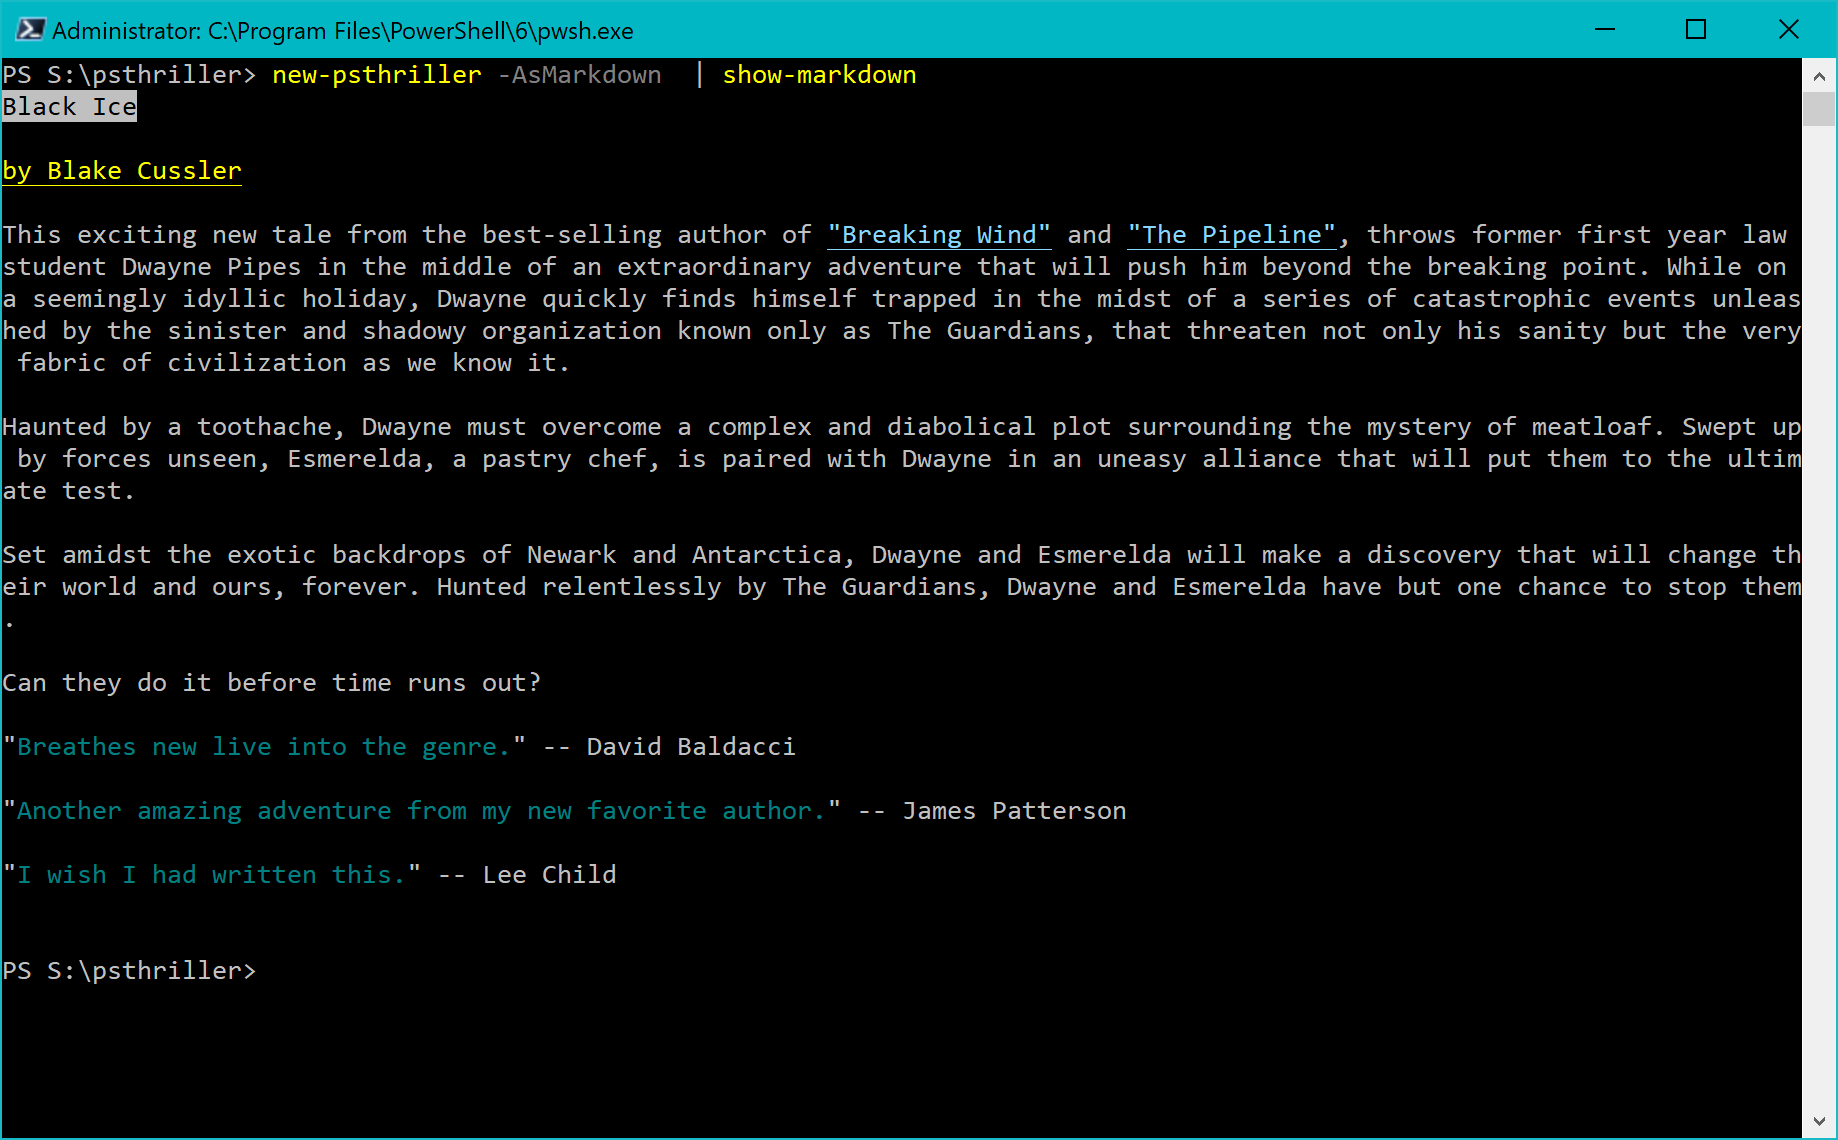 Administrator: C:\Program Files\PowerShell\6\pwsh.exe
PS S:\psthriller> new-psthriller -AsMarkdown  | show-markdown
Black Ice
by Blake Cussler
This exciting new tale from the best-selling author of "Breaking Wind" and "The Pipeline", throws former first year law
student Dwayne Pipes in the middle of an extraordinary adventure that will push him beyond the breaking point. While on
a seemingly idyllic holiday, Dwayne quickly finds himself trapped in the midst of a series of catastrophic events unleas
hed by the sinister and shadowy organization known only as The Guardians, that threaten not only his sanity but the very
 fabric of civilization as we know it.
Haunted by a toothache, Dwayne must overcome a complex and diabolical plot surrounding the mystery of meatloaf. Swept up
 by forces unseen, Esmerelda, a pastry chef, is paired with Dwayne in an uneasy alliance that will put them to the ultim
ate test.
Set amidst the exotic backdrops of Newark and Antarctica, Dwayne and Esmerelda will make a discovery that will change th
eir world and ours, forever. Hunted relentlessly by The Guardians, Dwayne and Esmerelda have but one chance to stop them
.
Can they do it before time runs out?
"Breathes new live into the genre." -- David Baldacci
"Another amazing adventure from my new favorite author." -- James Patterson
"I wish I had written this." -- Lee Child
PS S:\psthriller>